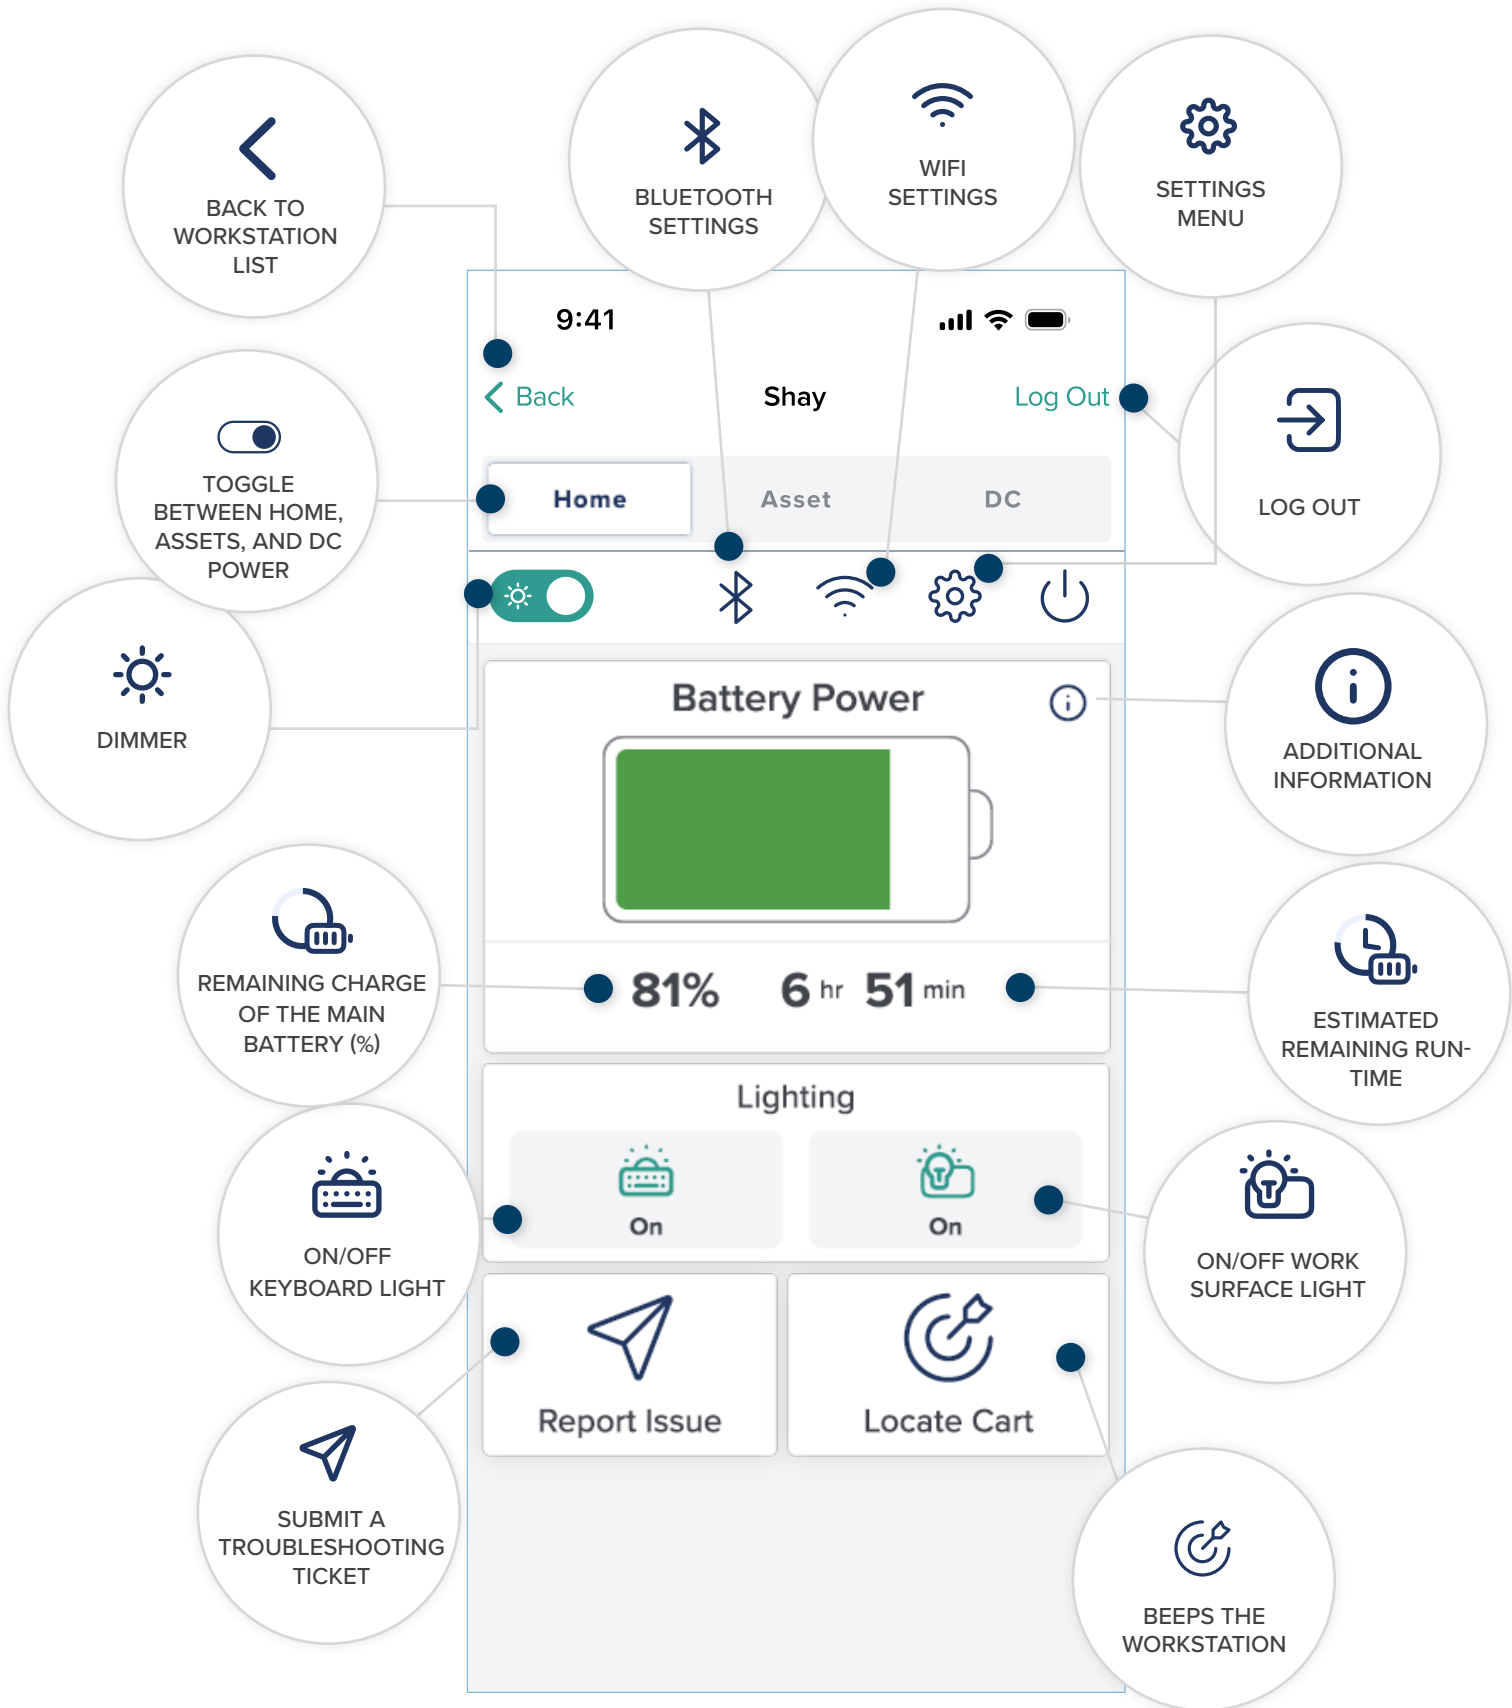 BACK TO
WORKSTATION
LIST
BLUETOOTH
SETTINGS
WIFI
SETTINGS
SETTINGS
MENU
9:41
Back
Shay
Log Out
LOG OUT
TOGGLE
BETWEEN HOME,
ASSETS, AND DC
POWER
Home
Asset
DC
DIMMER
Battery Power
ADDITIONAL
INFORMATION
REMAINING CHARGE
OF THE MAIN
BATTERY (%)
81%
6 hr 51 min
ESTIMATED
REMAINING RUN-
TIME
Lighting
On
On
ON/OFF
KEYBOARD LIGHT
ON/OFF WORK
SURFACE LIGHT
Report Issue
Locate Cart
SUBMIT A
TROUBLESHOOTING
TICKET
BEEPS THE
WORKSTATION